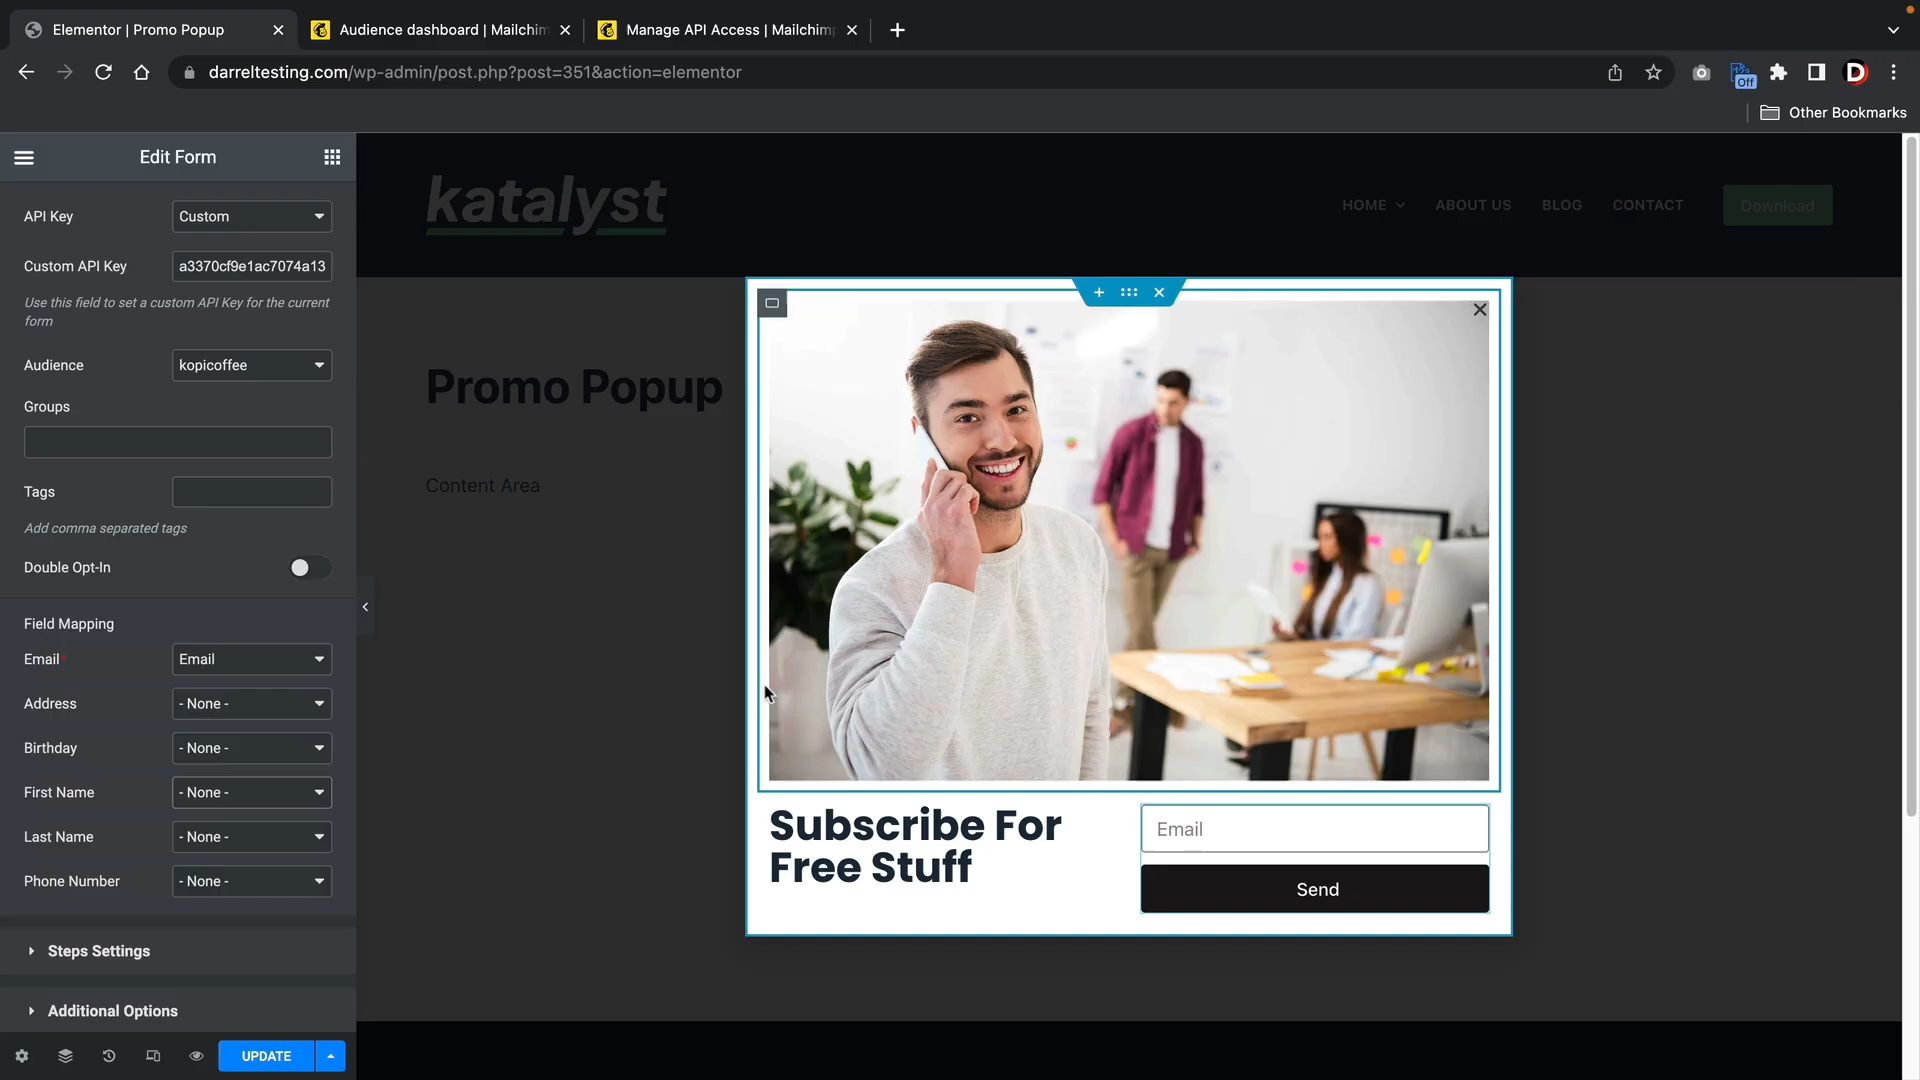 Elementor | Promo Popup
Audience dashboard | Mailchim
Manage API Access | Mailchimp
darreltesting.com/wp-admin/post.php?post=351&action=elementor
Off
D
Other Bookmarks
Edit Form
API Key
Custom
Custom API Key
a3370cf9e1ac7074a13
Use this field to set a custom API Key for the current
form
Audience
kopicoffee
Groups
Tags
Add comma separated tags
Double Opt-In
Field Mapping
Email*
Email
Address
- None -
Birthday
- None -
First Name
- None -
Last Name
- None -
Phone Number
- None -
Steps Settings
Additional Options
UPDATE
katalyst
HOME
ABOUT US
BLOG
CONTACT
Download
Promo Popup
Content Area
Subscribe For
Free Stuff
Email
Send